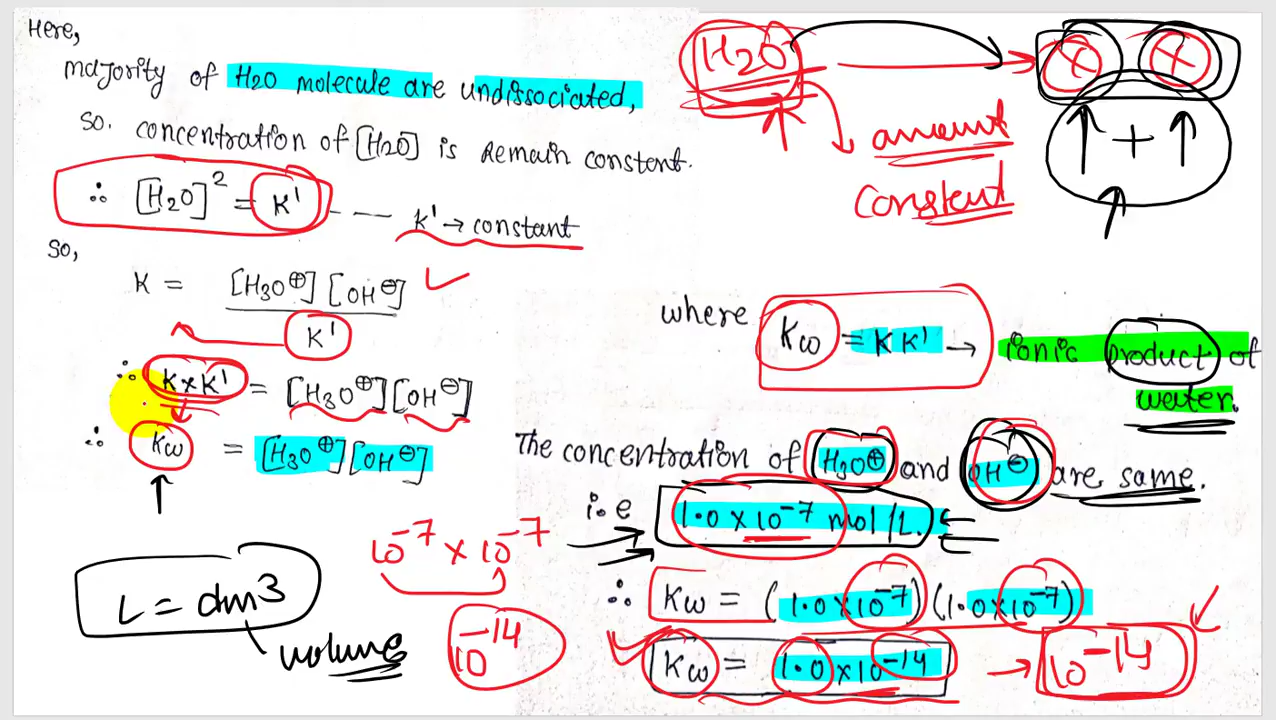 Here,
majority of H2O molecule are undissociated,
so. concentration of [H2O] is remain constant.
∴ [H2O]² = K' - - - - K' → constant
so,
K = [H3O⊕][OH⊖]
K'
∴ K×K' = [H3O⊕][OH⊖]
∴ Kw = [H3O⊕][OH⊖]
L = dm3
volume
10⁻⁷ × 10⁻⁷
10⁻¹⁴
H2O
amount
constant
+
where Kw = KK' → ionic product of
water.
The concentration of H3O⊕ and OH⊖ are same.
i.e 1.0 × 10⁻⁷ mol/L.
∴ Kw = (1.0×10⁻⁷)(1.0×10⁻⁷)
Kw = 1.0×10⁻¹⁴ → 10⁻¹⁴